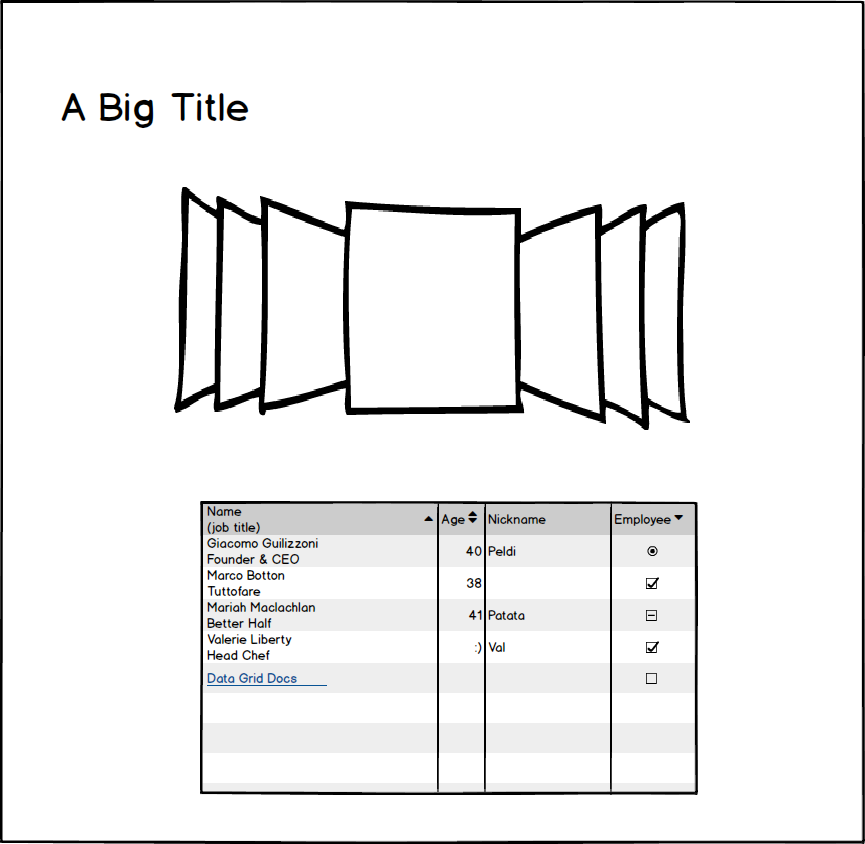 A Big Title
Name
(job title)
Age
Nickname
Employee
Giacomo Guilizzoni
Founder & CEO
40
Peldi
Marco Botton
Tuttofare
38
Mariah Maclachlan
Better Half
41
Patata
Valerie Liberty
Head Chef
:)
Val
Data Grid Docs